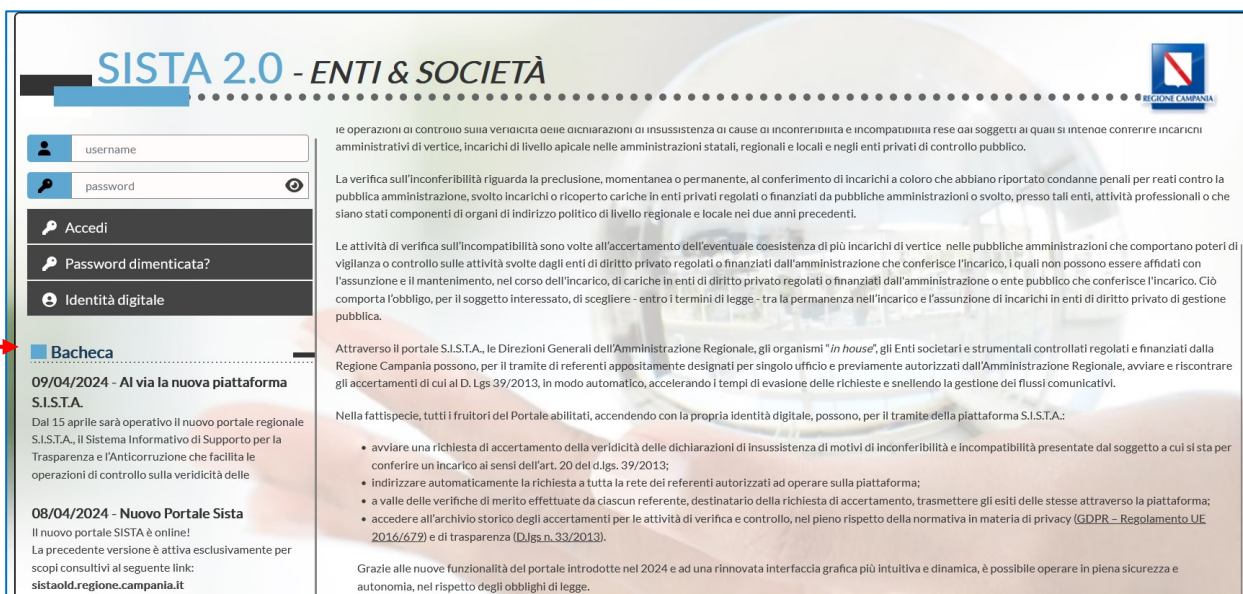 SISTA 2.0 - ENTI & SOCIETÀ
REGIONE CAMPANIA
username
password
Accedi
Password dimenticata?
Identità digitale
Bacheca
09/04/2024 - Al via la nuova piattaforma
S.I.S.T.A.
Dal 15 aprile sarà operativo il nuovo portale regionale
S.I.S.T.A., il Sistema Informativo di Supporto per la
Trasparenza e l'Anticorruzione che facilita le
operazioni di controllo sulla veridicità delle
08/04/2024 - Nuovo Portale Sista
Il nuovo portale SISTA è online!
La precedente versione è attiva esclusivamente per
scopi consultivi al seguente link:
sistaold.regione.campania.it
le operazioni di controllo sulla veridicità delle dichiarazioni di insussistenza di cause di inconferibilità e incompatibilità rese dai soggetti ai quali si intende conferire incarichi
amministrativi di vertice, incarichi di livello apicale nelle amministrazioni statali, regionali e locali e negli enti privati di controllo pubblico.
La verifica sull'inconferibilità riguarda la preclusione, momentanea o permanente, al conferimento di incarichi a coloro che abbiano riportato condanne penali per reati contro la
pubblica amministrazione, svolto incarichi o ricoperto cariche in enti privati regolati o finanziati da pubbliche amministrazioni o svolto, presso tali enti, attività professionali o che
siano stati componenti di organi di indirizzo politico di livello regionale e locale nei due anni precedenti.
Le attività di verifica sull'incompatibilità sono volte all'accertamento dell'eventuale coesistenza di più incarichi di vertice nelle pubbliche amministrazioni che comportano poteri di
vigilanza o controllo sulle attività svolte dagli enti di diritto privato regolati o finanziati dall'amministrazione che conferisce l'incarico, i quali non possono essere affidati con
l'assunzione e il mantenimento, nel corso dell'incarico, di cariche in enti di diritto privato regolati o finanziati dall'amministrazione o ente pubblico che conferisce l'incarico. Ciò
comporta l'obbligo, per il soggetto interessato, di scegliere - entro i termini di legge - tra la permanenza nell'incarico e l'assunzione di incarichi in enti di diritto privato di gestione
pubblica.
Attraverso il portale S.I.S.T.A., le Direzioni Generali dell'Amministrazione Regionale, gli organismi "in house", gli Enti societari e strumentali controllati regolati e finanziati dalla
Regione Campania possono, per il tramite di referenti appositamente designati per singolo ufficio e previamente autorizzati dall'Amministrazione Regionale, avviare e riscontrare
gli accertamenti di cui al D. Lgs 39/2013, in modo automatico, accelerando i tempi di evasione delle richieste e snellendo la gestione dei flussi comunicativi.
Nella fattispecie, tutti i fruitori del Portale abilitati, accendendo con la propria identità digitale, possono, per il tramite della piattaforma S.I.S.T.A.:
• avviare una richiesta di accertamento della veridicità delle dichiarazioni di insussistenza di motivi di inconferibilità e incompatibilità presentate dal soggetto a cui si sta per
conferire un incarico ai sensi dell'art. 20 del d.lgs. 39/2013;
• indirizzare automaticamente la richiesta a tutta la rete dei referenti autorizzati ad operare sulla piattaforma;
• a valle delle verifiche di merito effettuate da ciascun referente, destinatario della richiesta di accertamento, trasmettere gli esiti delle stesse attraverso la piattaforma;
• accedere all'archivio storico degli accertamenti per le attività di verifica e controllo, nel pieno rispetto della normativa in materia di privacy (GDPR – Regolamento UE
2016/679) e di trasparenza (D.lgs n. 33/2013).
Grazie alle nuove funzionalità del portale introdotte nel 2024 e ad una rinnovata interfaccia grafica più intuitiva e dinamica, è possibile operare in piena sicurezza e
autonomia, nel rispetto degli obblighi di legge.